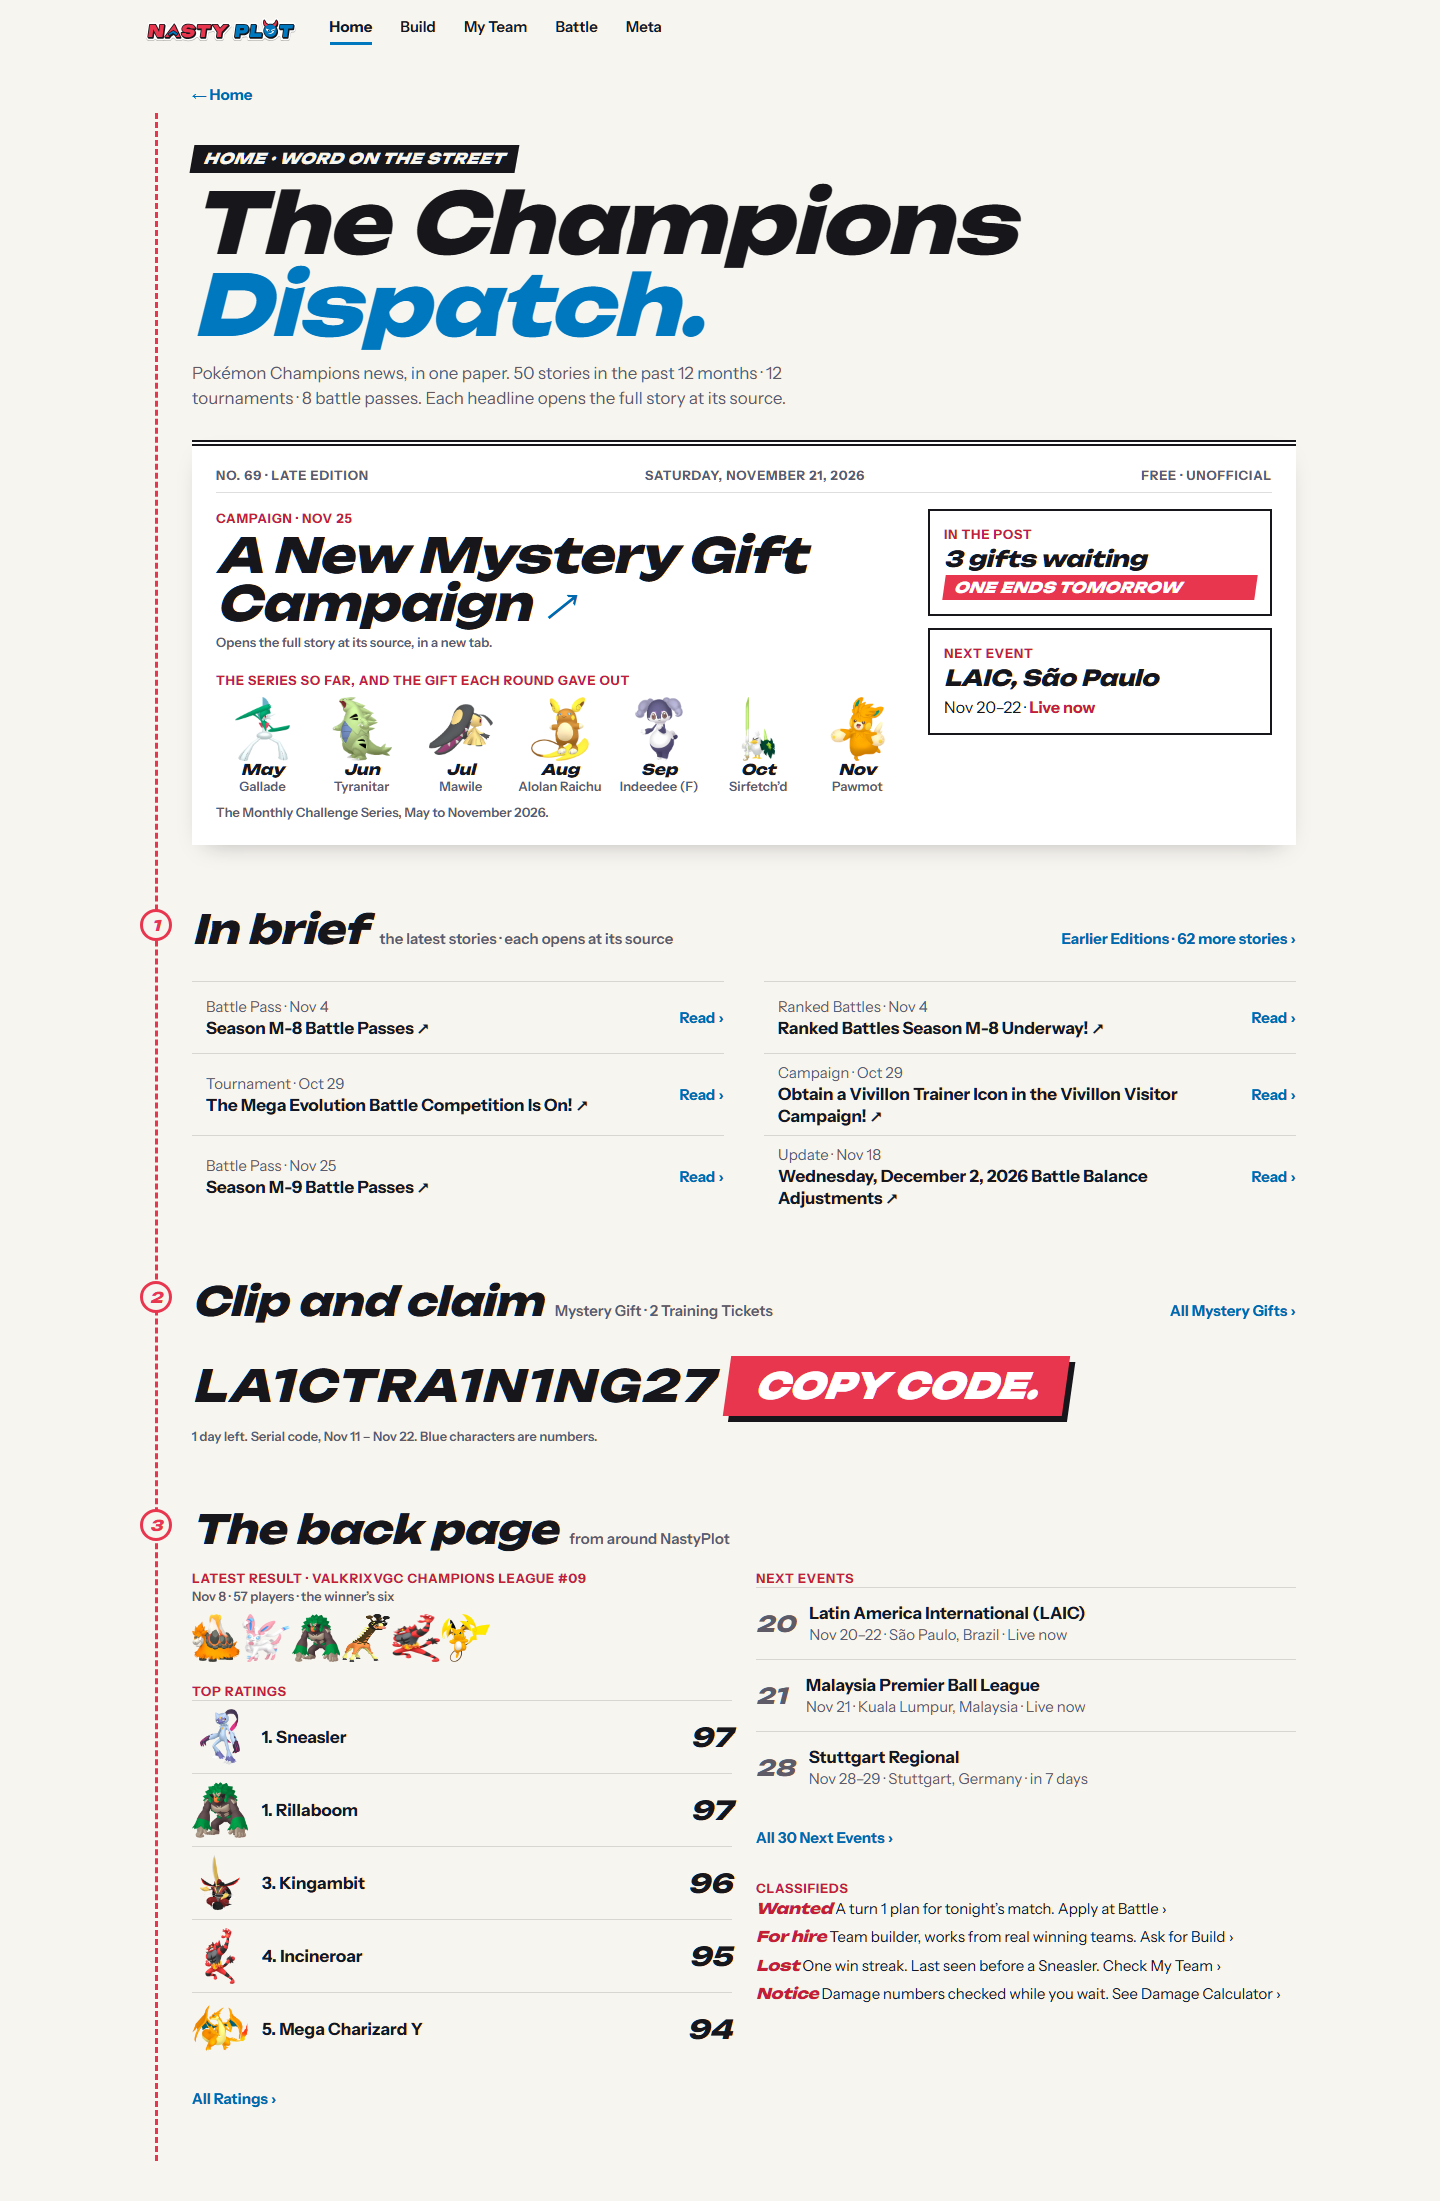 NASTY PLOT
Home
Build
My Team
Battle
Meta
← Home
HOME · WORD ON THE STREET
The Champions
Dispatch.
Pokémon Champions news, in one paper. 50 stories in the past 12 months · 12
tournaments · 8 battle passes. Each headline opens the full story at its source.
NO. 69 · LATE EDITION
SATURDAY, NOVEMBER 21, 2026
FREE · UNOFFICIAL
CAMPAIGN · NOV 25
A New Mystery Gift
Campaign ↗
Opens the full story at its source, in a new tab.
THE SERIES SO FAR, AND THE GIFT EACH ROUND GAVE OUT
May
Gallade
Jun
Tyranitar
Jul
Mawile
Aug
Alolan Raichu
Sep
Indeedee (F)
Oct
Sirfetch’d
Nov
Pawmot
The Monthly Challenge Series, May to November 2026.
IN THE POST
3 gifts waiting
ONE ENDS TOMORROW
NEXT EVENT
LAIC, São Paulo
Nov 20–22 · Live now
1
In brief the latest stories · each opens at its source
Earlier Editions · 62 more stories ›
Battle Pass · Nov 4
Season M-8 Battle Passes ↗
Read ›
Ranked Battles · Nov 4
Ranked Battles Season M-8 Underway! ↗
Read ›
Tournament · Oct 29
The Mega Evolution Battle Competition Is On! ↗
Read ›
Campaign · Oct 29
Obtain a Vivillon Trainer Icon in the Vivillon Visitor
Campaign! ↗
Read ›
Battle Pass · Nov 25
Season M-9 Battle Passes ↗
Read ›
Update · Nov 18
Wednesday, December 2, 2026 Battle Balance
Adjustments ↗
Read ›
2
Clip and claim Mystery Gift · 2 Training Tickets
All Mystery Gifts ›
LA1CTRA1N1NG27
COPY CODE.
1 day left. Serial code, Nov 11 – Nov 22. Blue characters are numbers.
3
The back page from around NastyPlot
LATEST RESULT · VALKRIXVGC CHAMPIONS LEAGUE #09
Nov 8 · 57 players · the winner’s six
TOP RATINGS
1. Sneasler 97
1. Rillaboom 97
3. Kingambit 96
4. Incineroar 95
5. Mega Charizard Y 94
All Ratings ›
NEXT EVENTS
20
Latin America International (LAIC)
Nov 20–22 · São Paulo, Brazil · Live now
21
Malaysia Premier Ball League
Nov 21 · Kuala Lumpur, Malaysia · Live now
28
Stuttgart Regional
Nov 28–29 · Stuttgart, Germany · in 7 days
All 30 Next Events ›
CLASSIFIEDS
Wanted A turn 1 plan for tonight’s match. Apply at Battle ›
For hire Team builder, works from real winning teams. Ask for Build ›
Lost One win streak. Last seen before a Sneasler. Check My Team ›
Notice Damage numbers checked while you wait. See Damage Calculator ›